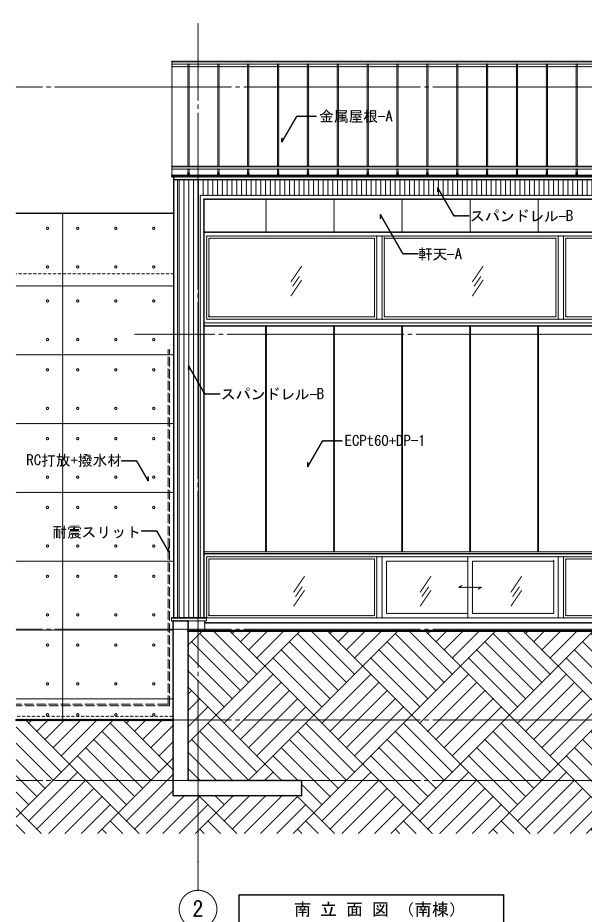 金属屋根-A
スパンドレル-B
軒天-A
スパンドレル-B
ECPt60+DP-1
RC打放+撥水材
耐震スリット
2
南立面図（南棟）